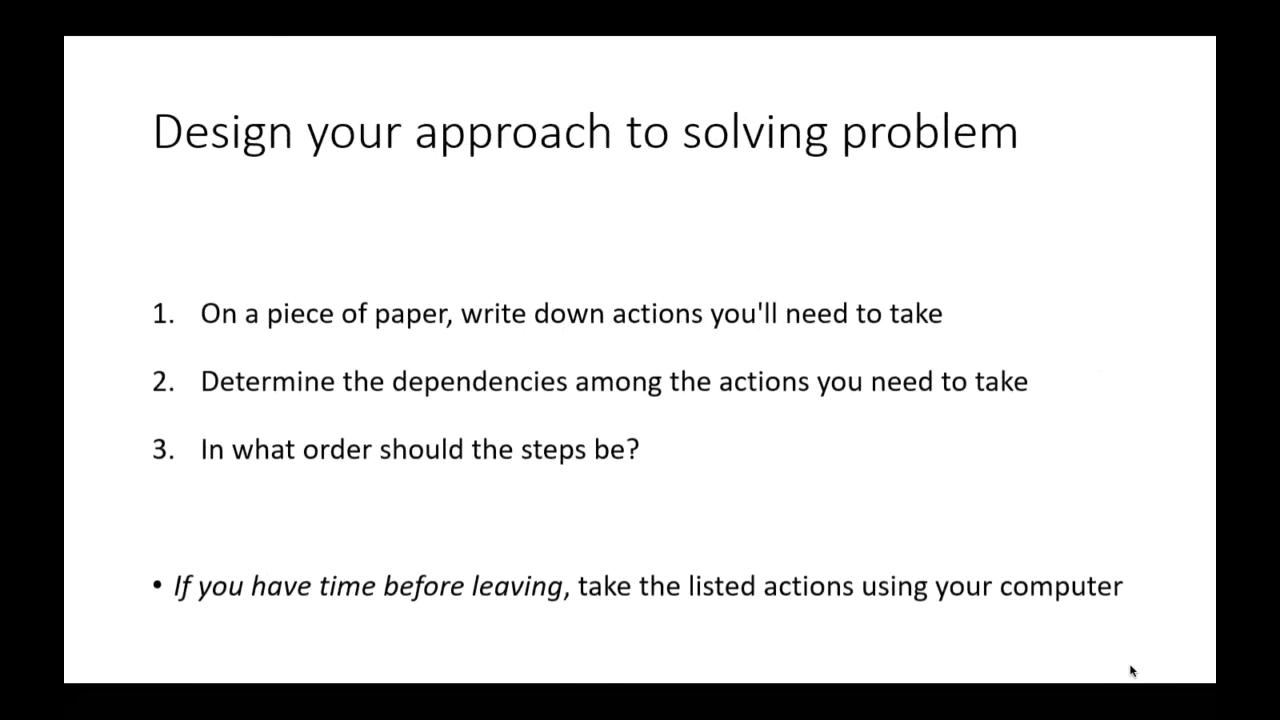 Design your approach to solving problem
1. On a piece of paper, write down actions you'll need to take
2. Determine the dependencies among the actions you need to take
3. In what order should the steps be?
• If you have time before leaving, take the listed actions using your computer